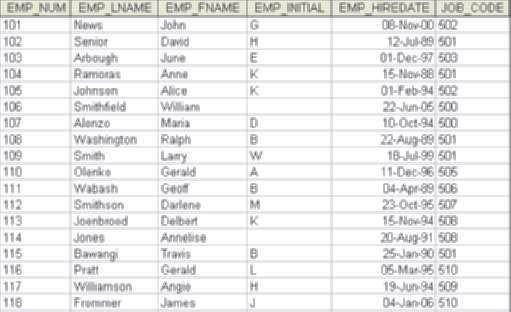 EMP_NUM EMP_LNAME EMP_FNAME EMP_INITIAL EMP_HIREDATE JOB_CODE
101 News John G 08-Nov-00 502
102 Senior David H 12-Jul-89 501
103 Arbough June E 01-Dec-97 503
104 Ramoras Anne K 15-Nov-88 501
105 Johnson Alice K 01-Feb-94 502
106 Smithfield William 22-Jun-05 500
107 Alonzo Maria D 10-Oct-94 500
108 Washington Ralph B 22-Aug-89 501
109 Smith Larry W 18-Jul-99 501
110 Olenko Gerald A 11-Dec-96 505
111 Wabash Geoff B 04-Apr-89 506
112 Smithson Darlene M 23-Oct-95 507
113 Joenbrood Delbert K 15-Nov-94 508
114 Jones Annelise 20-Aug-91 508
115 Bawangi Travis B 25-Jan-90 501
116 Pratt Gerald L 05-Mar-95 510
117 Williamson Angie H 19-Jun-94 509
118 Frommer James J 04-Jan-06 510